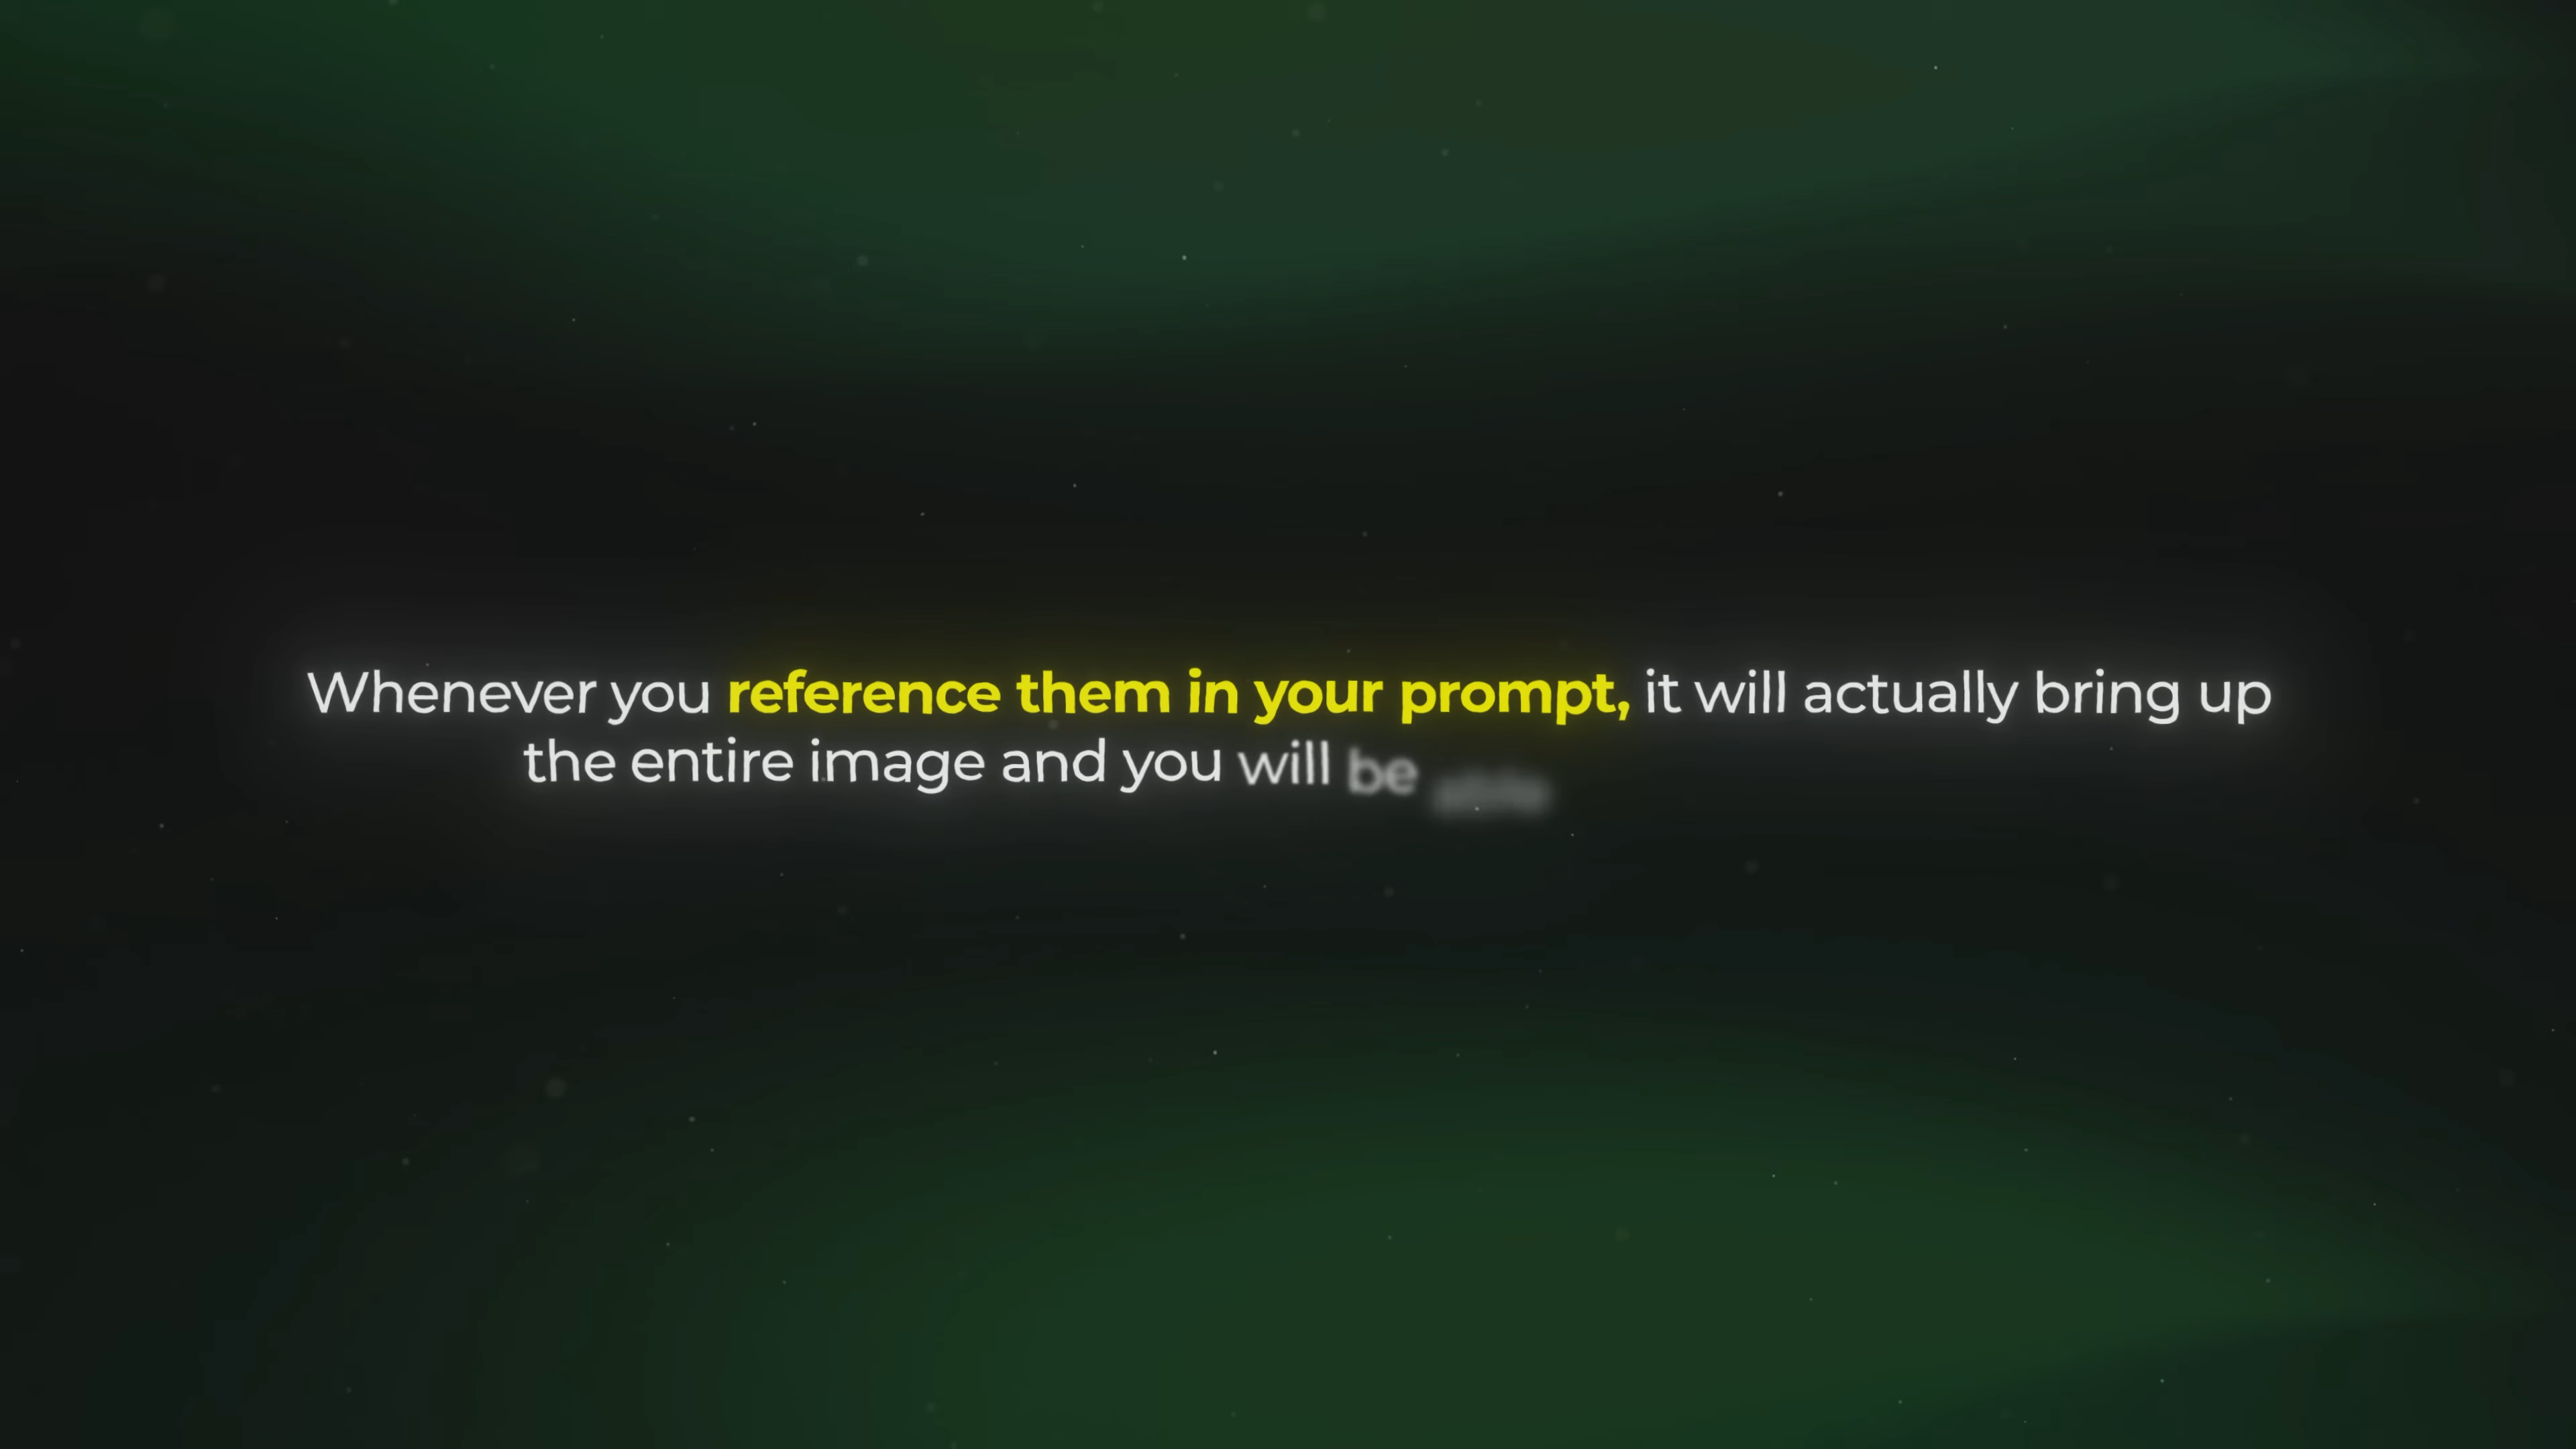 Whenever you reference them in your prompt, it will actually bring up
the entire image and you will be